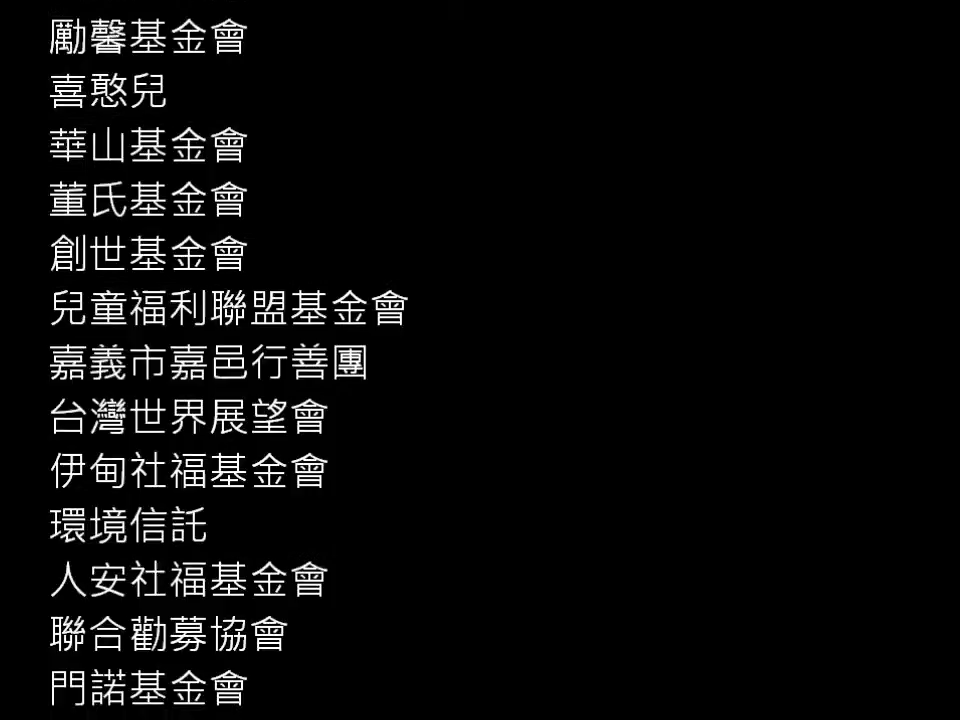 勵馨基金會
喜憨兒
華山基金會
董氏基金會
創世基金會
兒童福利聯盟基金會
嘉義市嘉邑行善團
台灣世界展望會
伊甸社福基金會
環境信託
人安社福基金會
聯合勸募協會
門諾基金會